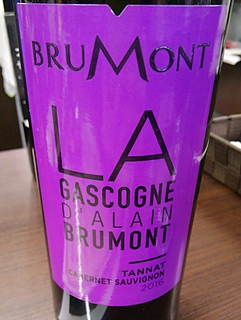 BRUMONT
LA
GASCOGNE
D'ALAIN
BRUMONT
TANNAT
CABERNET SAUVIGNON
2016